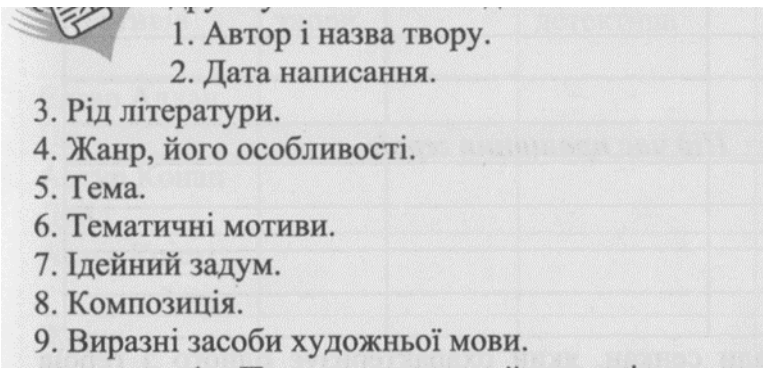 1. Автор і назва твору.
2. Дата написання.
3. Рід літератури.
4. Жанр, його особливості.
5. Тема.
6. Тематичні мотиви.
7. Ідейний задум.
8. Композиція.
9. Виразні засоби художньої мови.